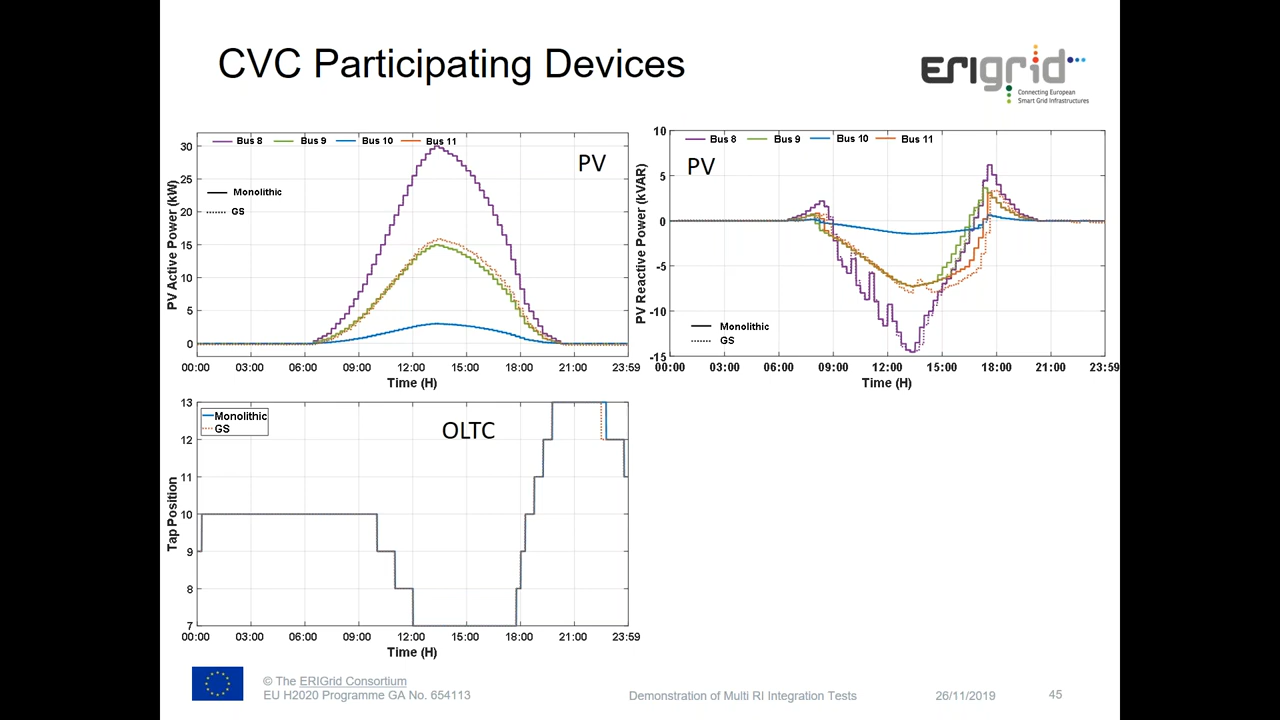 CVC Participating Devices
ERIGrid
Connecting European
Smart Grid Infrastructures
Bus 8 Bus 9 Bus 10 Bus 11
PV
Monolithic
GS
PV Active Power (kW)
30
25
20
15
10
5
0
00:00 03:00 06:00 09:00 12:00 15:00 18:00 21:00 23:59
Time (H)
Bus 8 Bus 9 Bus 10 Bus 11
PV
PV Reactive Power (kVAR)
10
5
0
-5
-10
-15
Monolithic
GS
00:00 03:00 06:00 09:00 12:00 15:00 18:00 21:00 23:59
Time (H)
Monolithic
GS
OLTC
Tap Position
13
12
11
10
9
8
7
00:00 03:00 06:00 09:00 12:00 15:00 18:00 21:00 23:59
Time (H)
© The ERIGrid Consortium
EU H2020 Programme GA No. 654113
Demonstration of Multi RI Integration Tests
26/11/2019
45